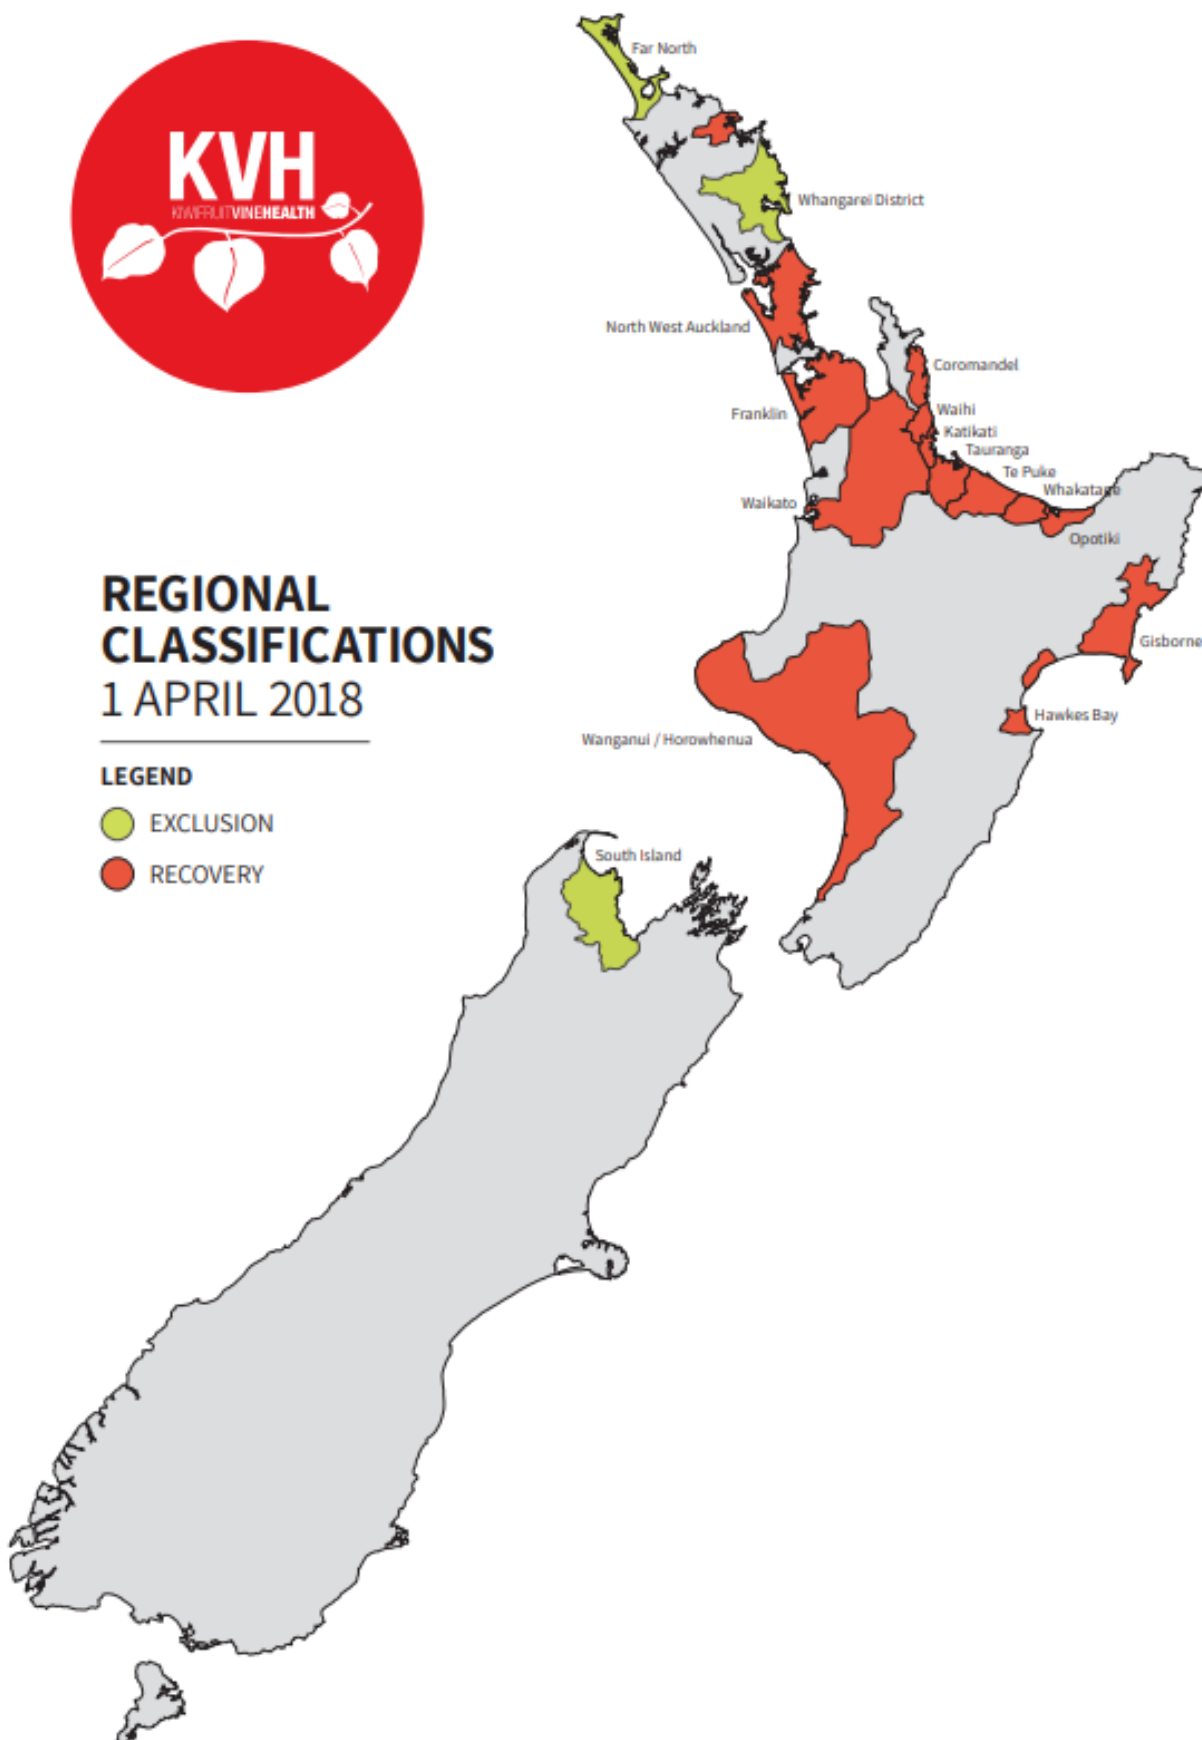 KVH
KIWIFRUITVINEHEALTH
REGIONAL
CLASSIFICATIONS
1 APRIL 2018
LEGEND
EXCLUSION
RECOVERY
Far North
Whangarei District
North West Auckland
Coromandel
Franklin
Waihi
Katikati
Tauranga
Te Puke
Whakatage
Waikato
Opotiki
Gisborne
Hawkes Bay
Wanganui / Horowhenua
South Island